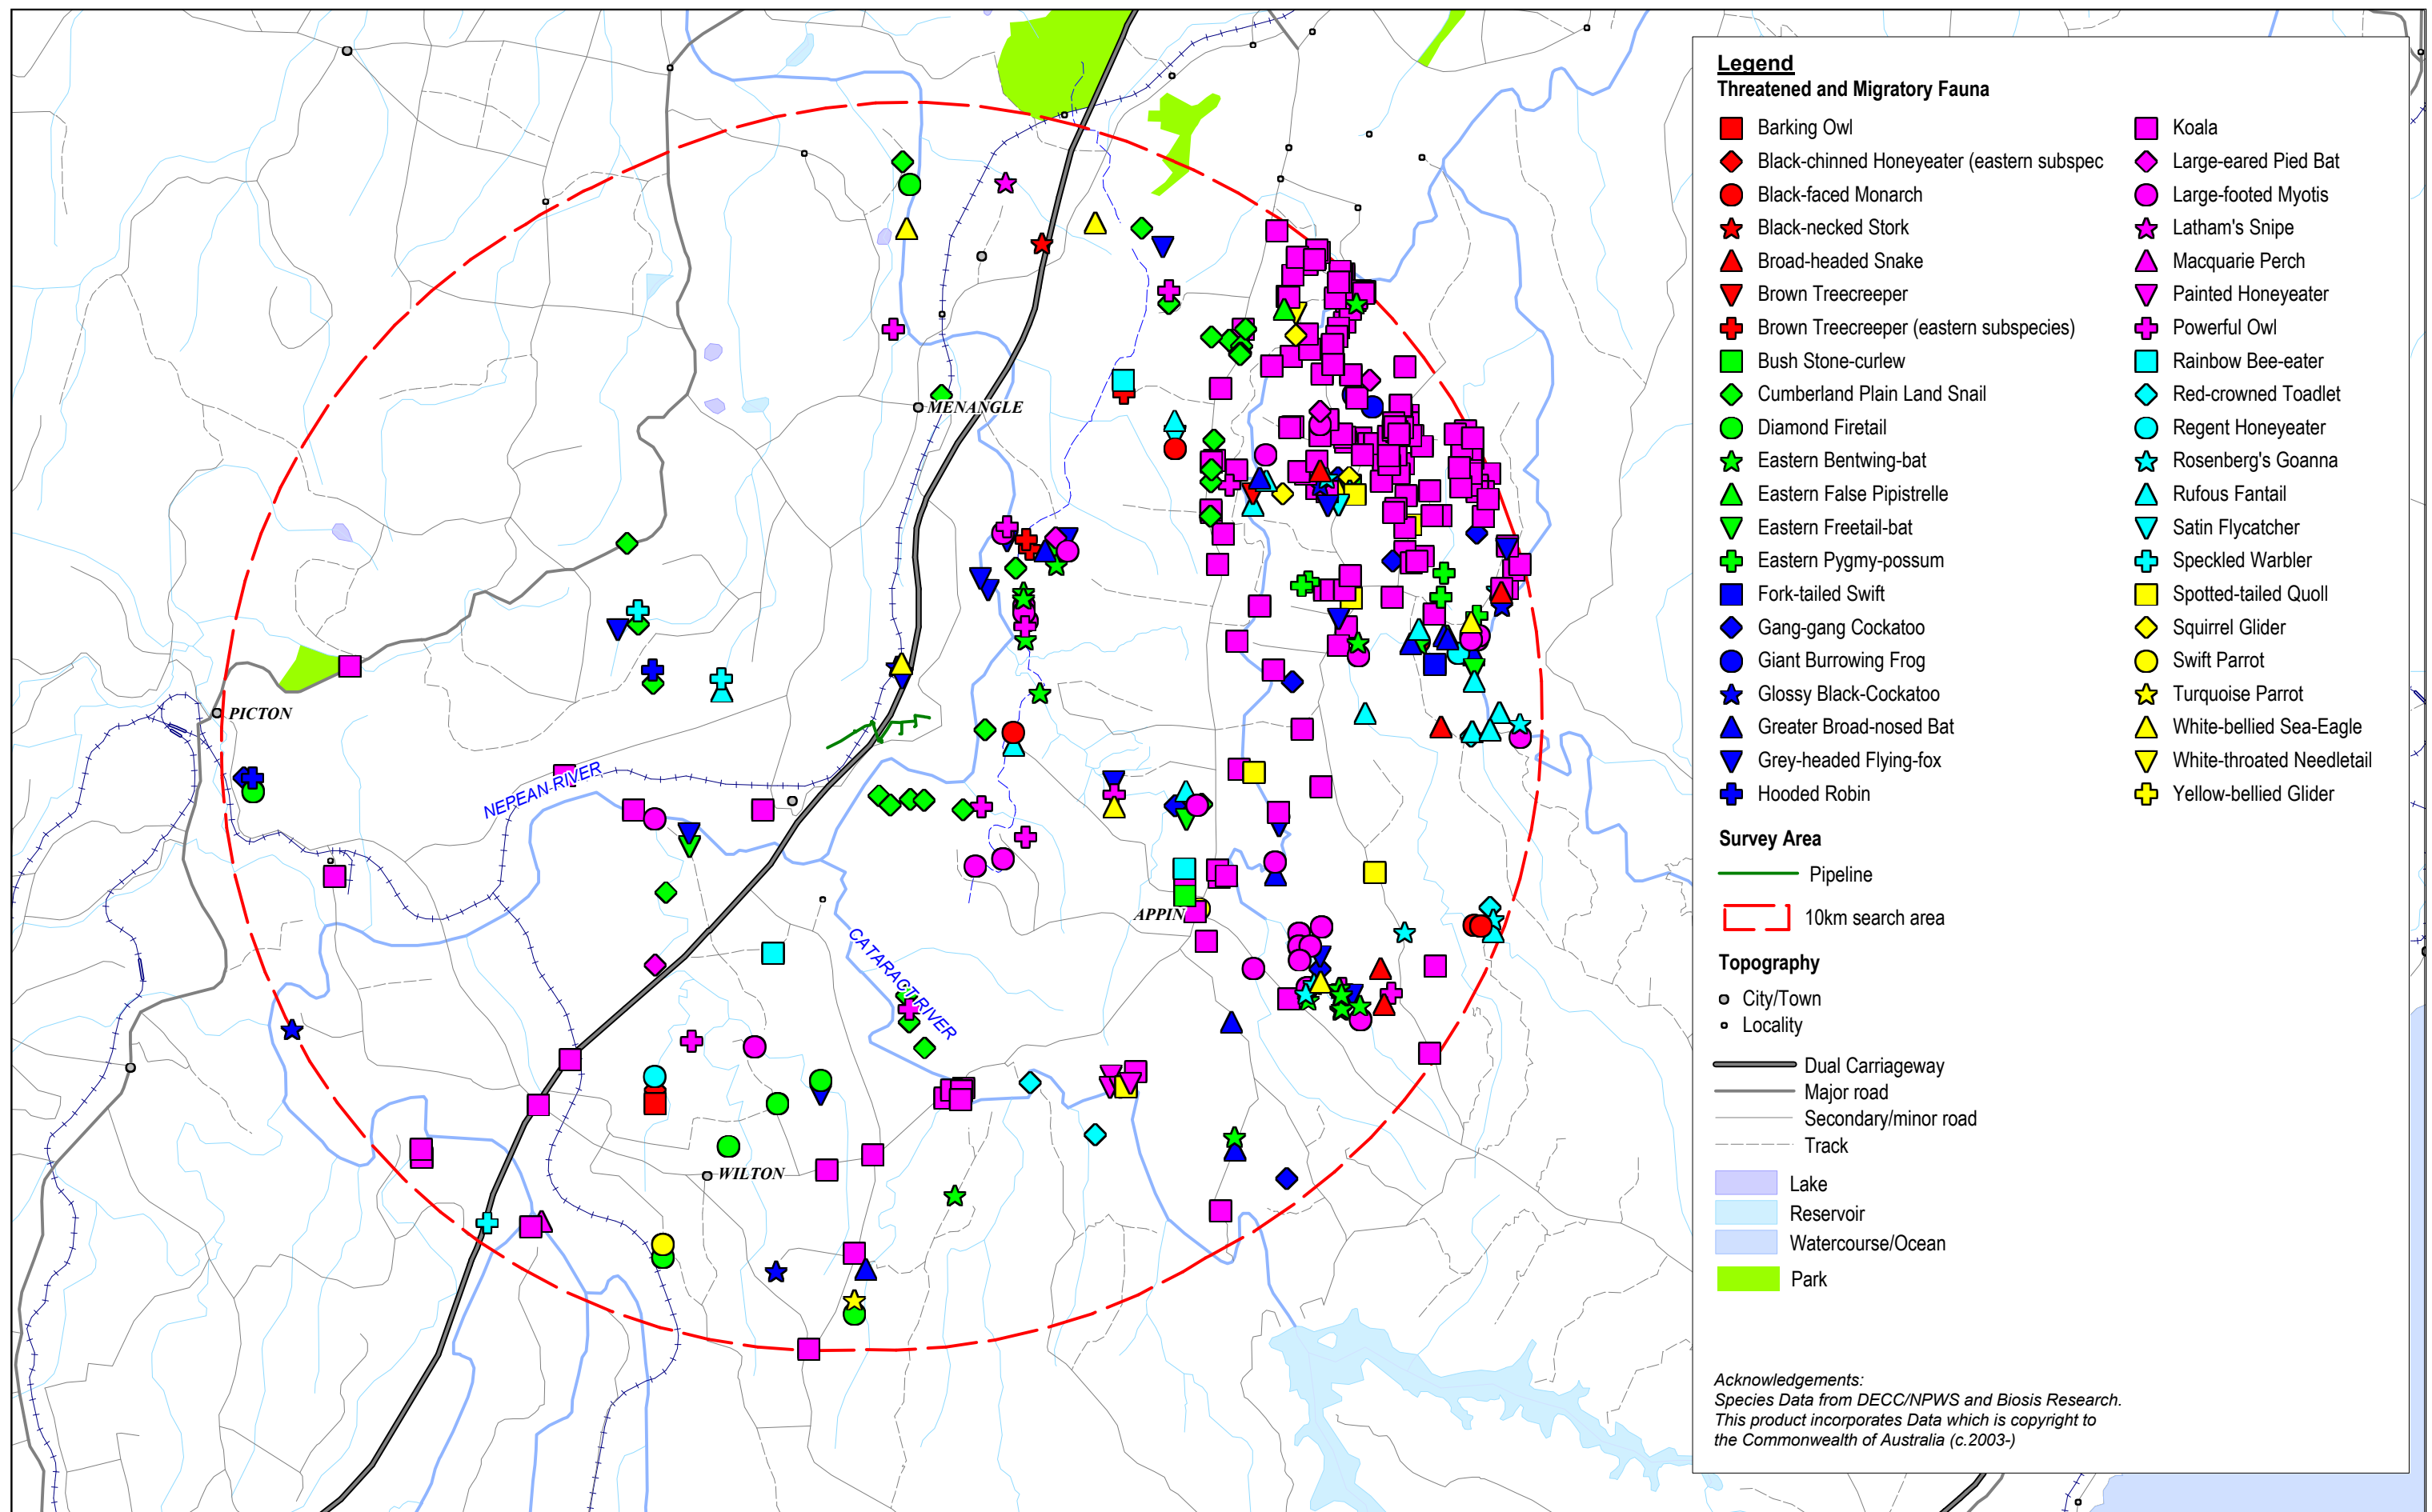 MENANGLE
PICTON
NEPEAN RIVER
APPIN
CATARACT RIVER
WILTON
Legend
Threatened and Migratory Fauna
Barking Owl
Black-chinned Honeyeater (eastern subspec
Black-faced Monarch
Black-necked Stork
Broad-headed Snake
Brown Treecreeper
Brown Treecreeper (eastern subspecies)
Bush Stone-curlew
Cumberland Plain Land Snail
Diamond Firetail
Eastern Bentwing-bat
Eastern False Pipistrelle
Eastern Freetail-bat
Eastern Pygmy-possum
Fork-tailed Swift
Gang-gang Cockatoo
Giant Burrowing Frog
Glossy Black-Cockatoo
Greater Broad-nosed Bat
Grey-headed Flying-fox
Hooded Robin
Koala
Large-eared Pied Bat
Large-footed Myotis
Latham's Snipe
Macquarie Perch
Painted Honeyeater
Powerful Owl
Rainbow Bee-eater
Red-crowned Toadlet
Regent Honeyeater
Rosenberg's Goanna
Rufous Fantail
Satin Flycatcher
Speckled Warbler
Spotted-tailed Quoll
Squirrel Glider
Swift Parrot
Turquoise Parrot
White-bellied Sea-Eagle
White-throated Needletail
Yellow-bellied Glider
Survey Area
Pipeline
10km search area
Topography
City/Town
Locality
Dual Carriageway
Major road
Secondary/minor road
Track
Lake
Reservoir
Watercourse/Ocean
Park
Acknowledgements:
Species Data from DECC/NPWS and Biosis Research.
This product incorporates Data which is copyright to
the Commonwealth of Australia (c.2003-)